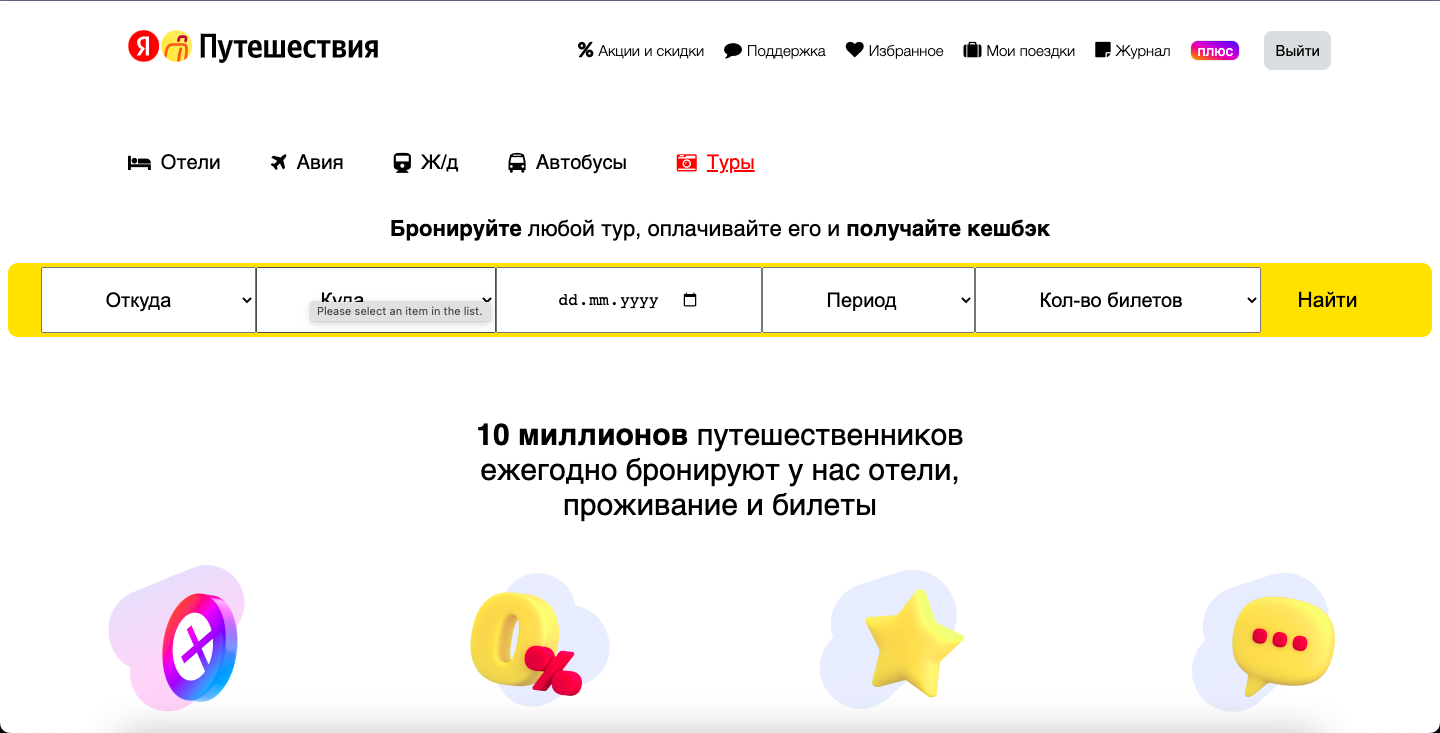 Я Путешествия
% Акции и скидки Поддержка Избранное Мои поездки Журнал плюс Выйти
Отели Авиа Ж/д Автобусы Туры
Бронируйте любой тур, оплачивайте его и получайте кешбэк
Откуда Куда dd.mm.yyyy Период Кол-во билетов Найти
Please select an item in the list.
10 миллионов путешественников
ежегодно бронируют у нас отели,
проживание и билеты
0%